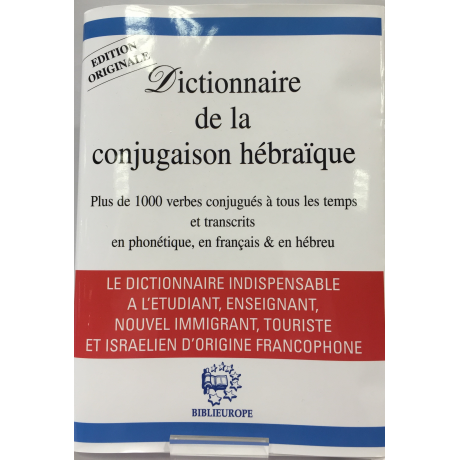 EDITION
ORIGINALE
Dictionnaire
de la
conjugaison hébraïque
Plus de 1000 verbes conjugués à tous les temps
et transcrits
en phonétique, en français & en hébreu
LE DICTIONNAIRE INDISPENSABLE
A L'ETUDIANT, ENSEIGNANT,
NOUVEL IMMIGRANT, TOURISTE
ET ISRAELIEN D'ORIGINE FRANCOPHONE
BIBLIEUROPE